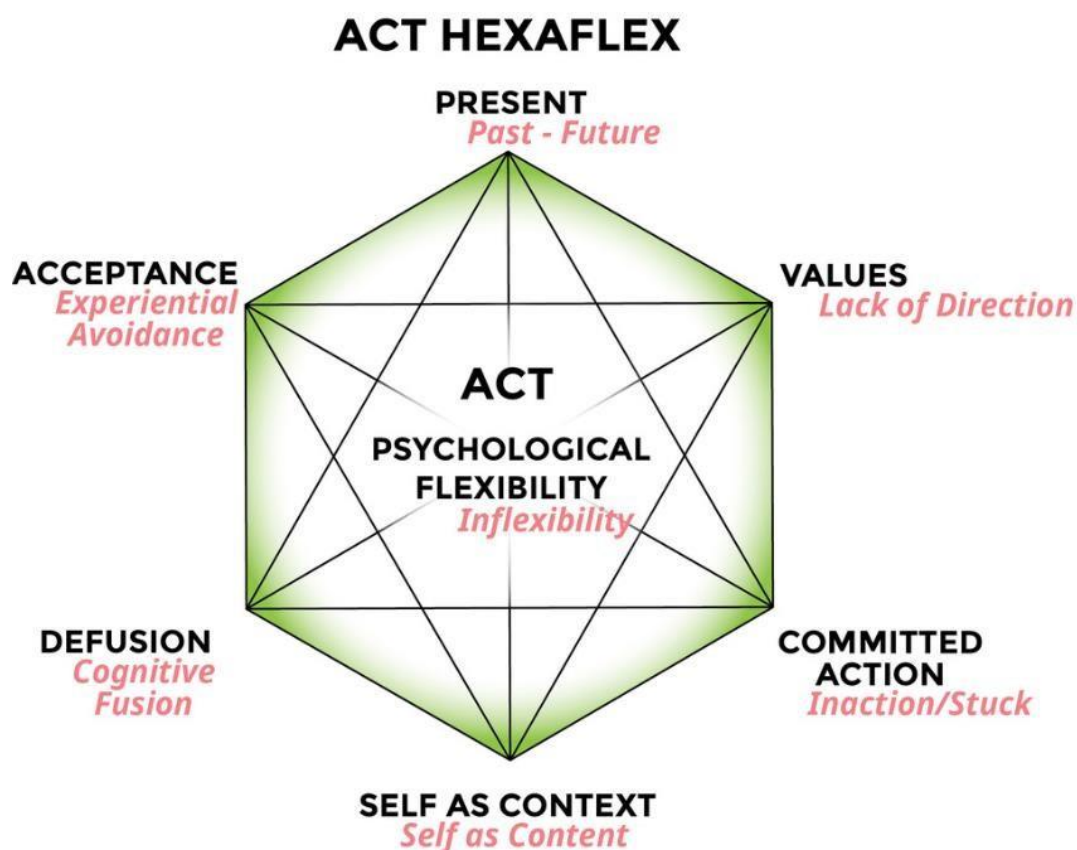 ACT HEXAFLEX
PRESENT
Past - Future
ACCEPTANCE
Experiential
Avoidance
VALUES
Lack of Direction
ACT
PSYCHOLOGICAL
FLEXIBILITY
Inflexibility
DEFUSION
Cognitive
Fusion
COMMITTED
ACTION
Inaction/Stuck
SELF AS CONTEXT
Self as Content